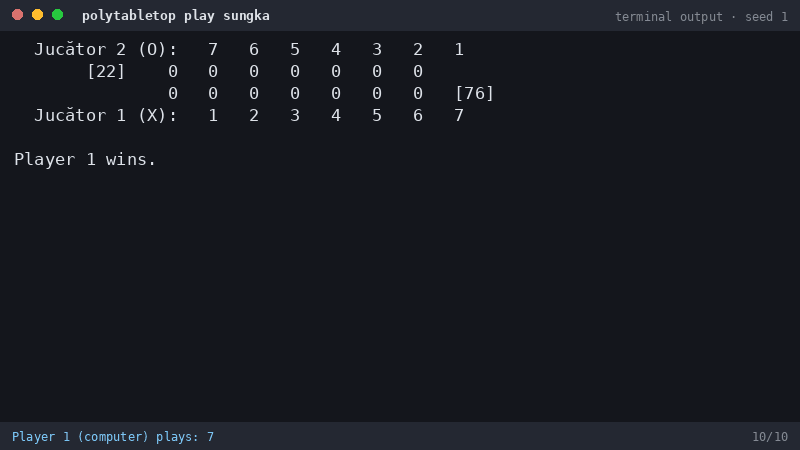 polytabletop play sungka
terminal output · seed 1
Jucător 2 (O): 7 6 5 4 3 2 1
[22] 0 0 0 0 0 0 0
0 0 0 0 0 0 0 [76]
Jucător 1 (X): 1 2 3 4 5 6 7
Player 1 wins.
Player 1 (computer) plays: 7
10/10